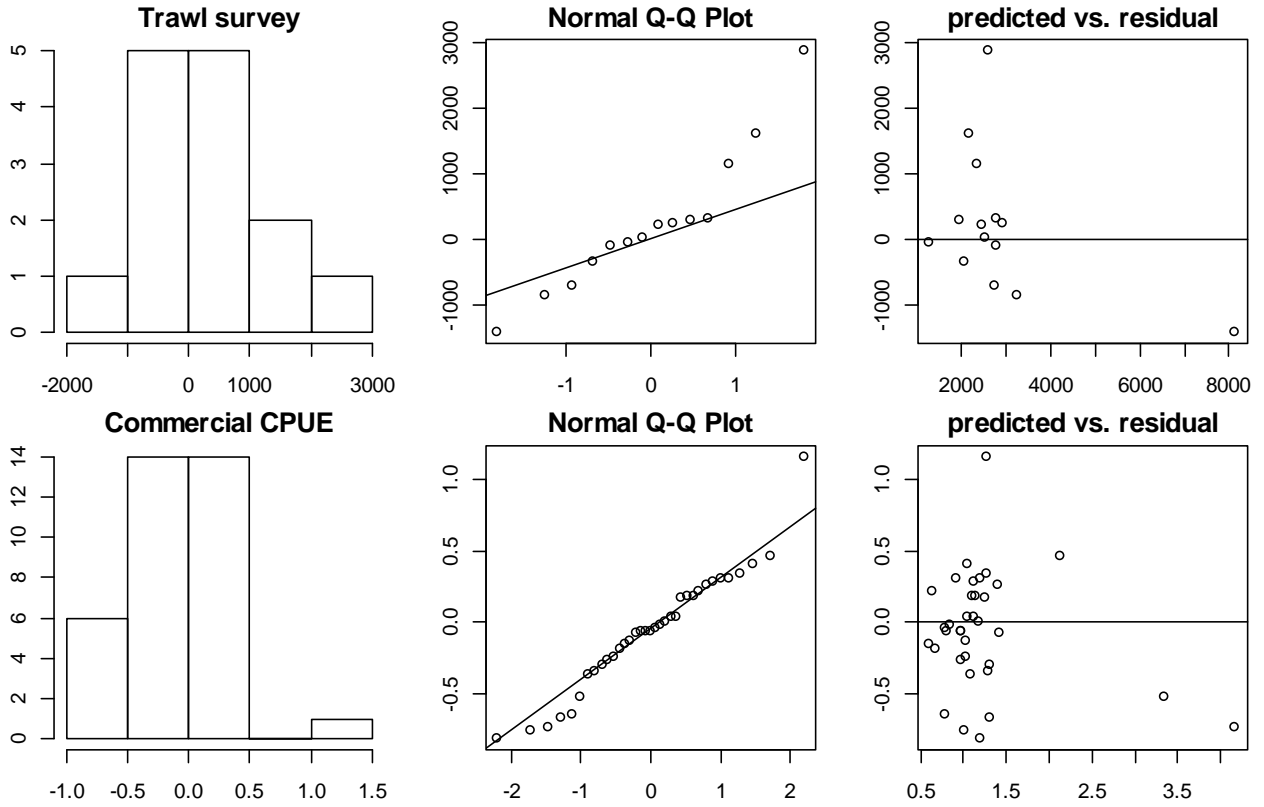 Trawl survey
0 1 2 3 4 5
-2000 0 1000 3000
Normal Q-Q Plot
-1000 0 1000 2000 3000
-1 0 1
predicted vs. residual
-1000 0 1000 2000 3000
2000 4000 6000 8000
Commercial CPUE
0 2 4 6 8 10 12 14
-1.0 -0.5 0.0 0.5 1.0 1.5
Normal Q-Q Plot
-0.5 0.0 0.5 1.0
-2 -1 0 1 2
predicted vs. residual
-0.5 0.0 0.5 1.0
0.5 1.5 2.5 3.5